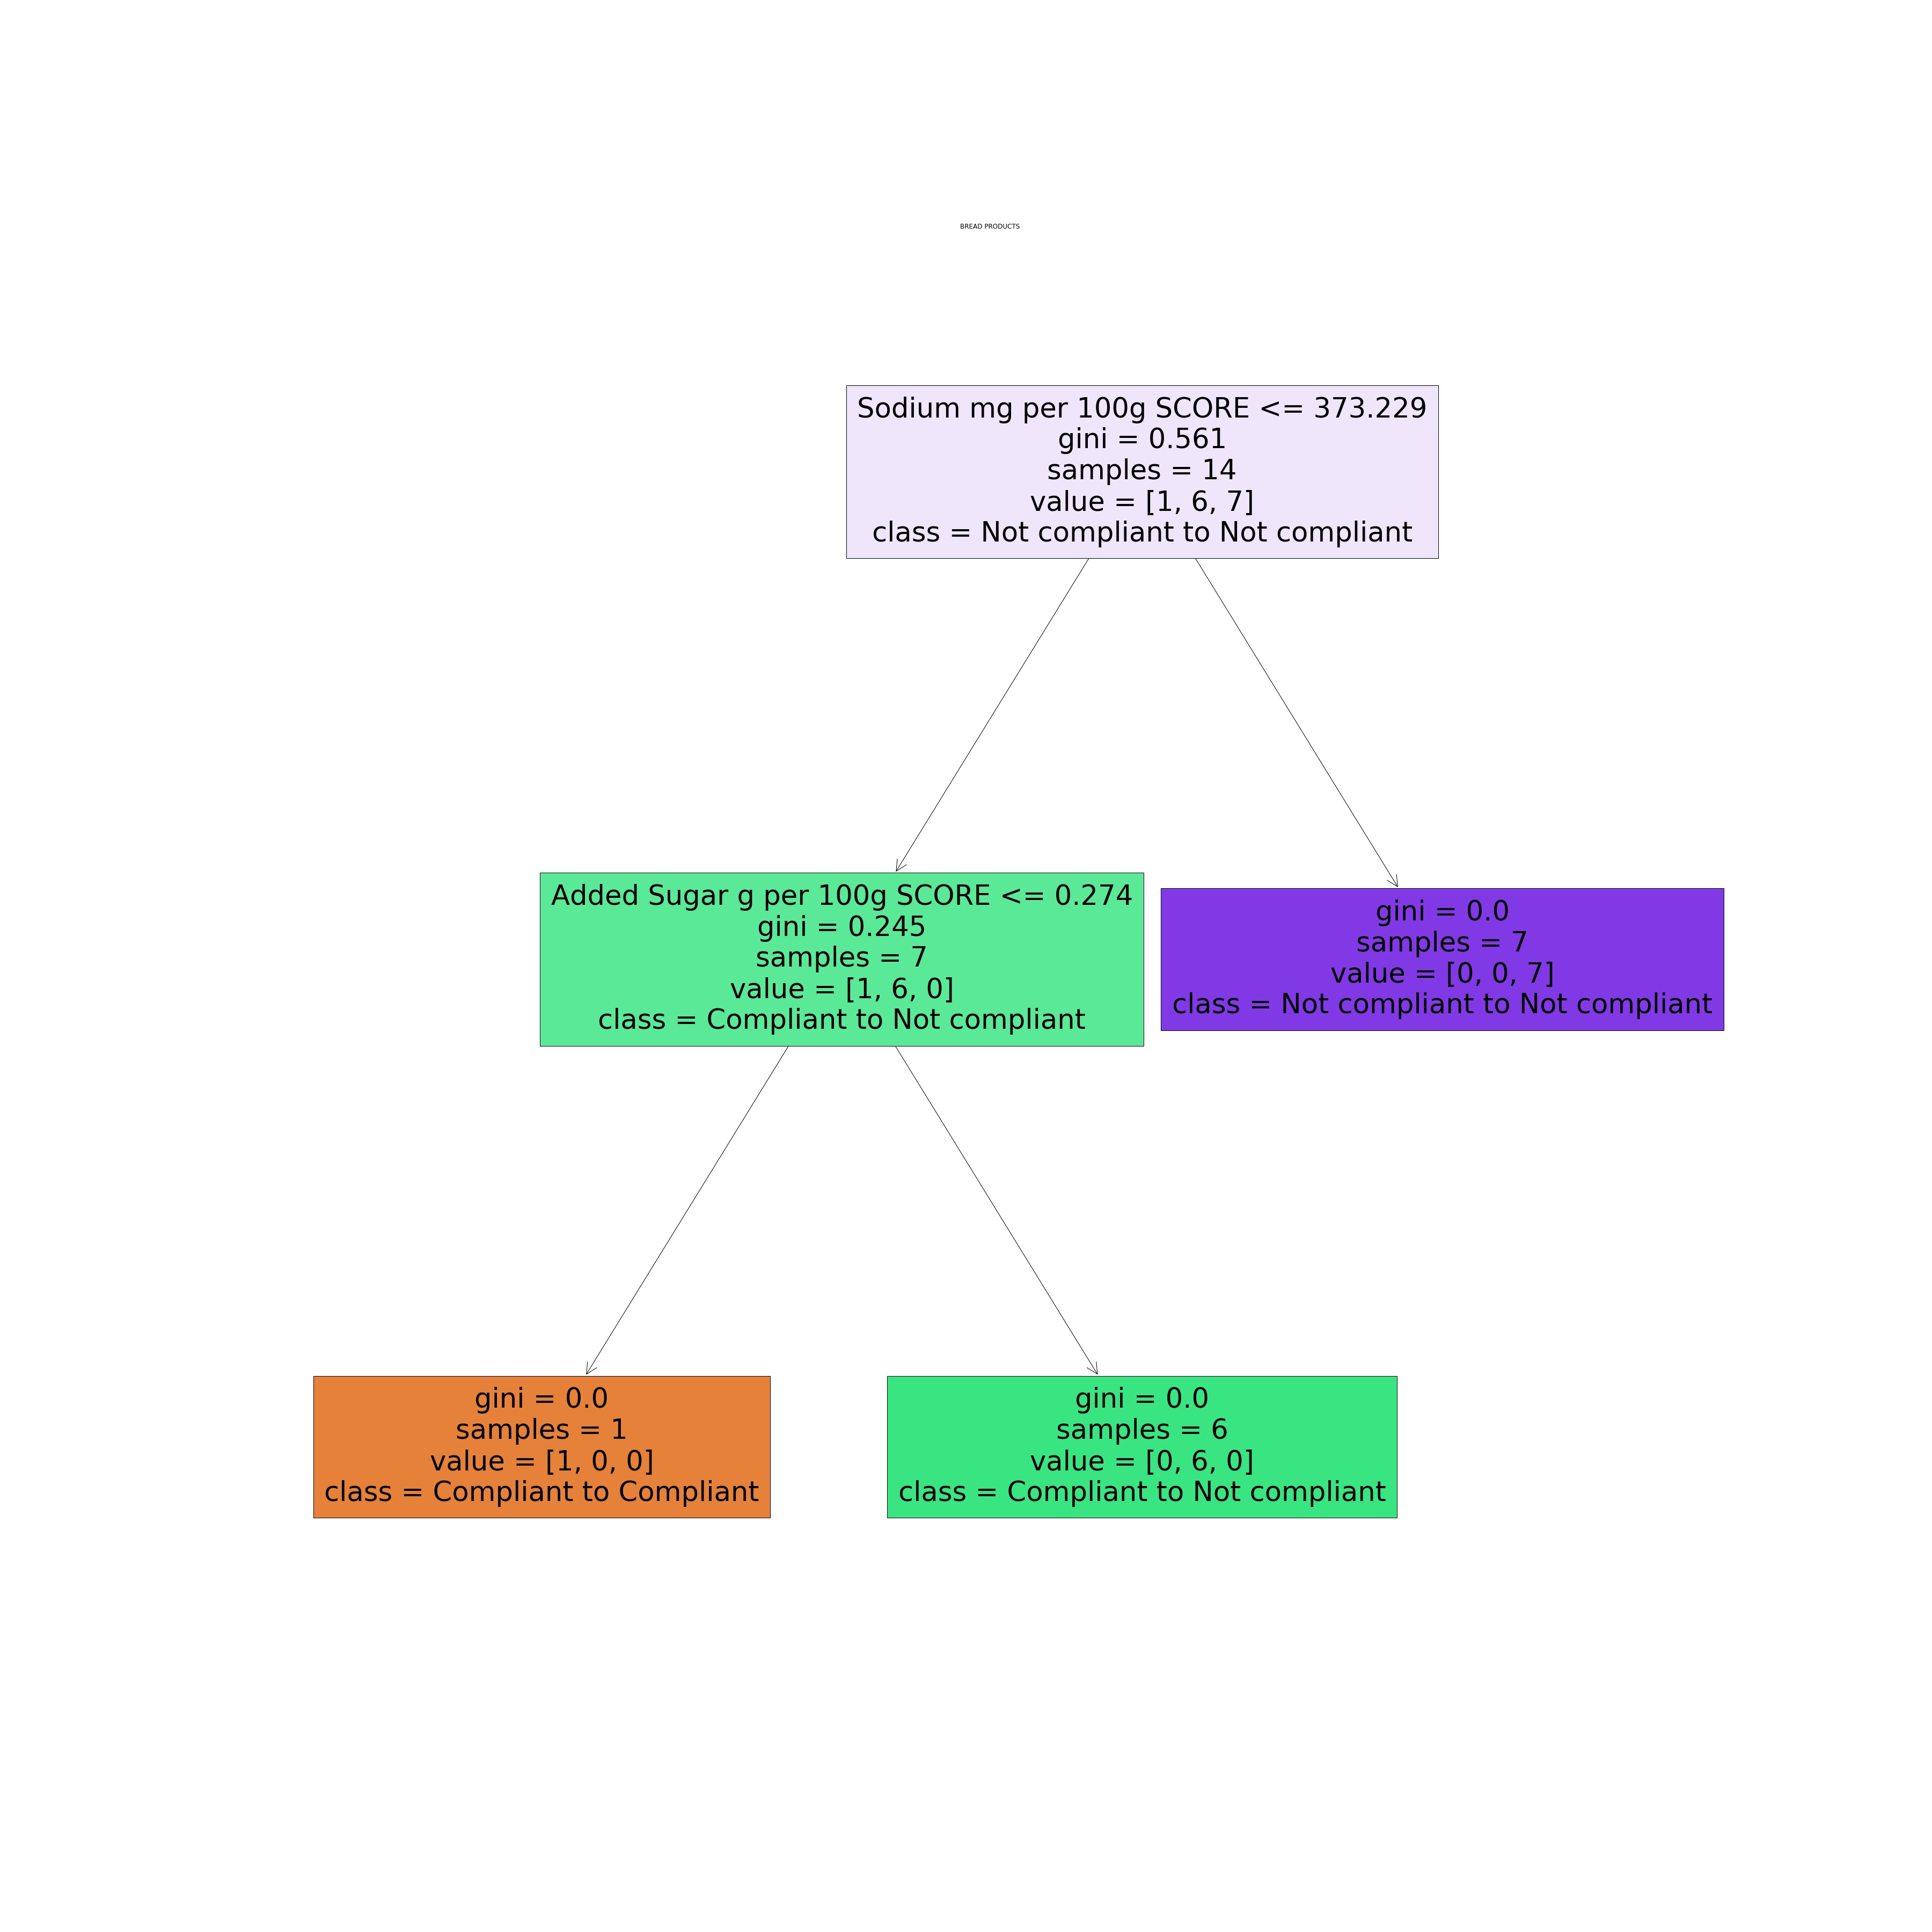 BREAD PRODUCTS
Sodium mg per 100g SCORE <= 373.229
gini = 0.561
samples = 14
value = [1, 6, 7]
class = Not compliant to Not compliant
Added Sugar g per 100g SCORE <= 0.274
gini = 0.245
samples = 7
value = [1, 6, 0]
class = Compliant to Not compliant
gini = 0.0
samples = 7
value = [0, 0, 7]
class = Not compliant to Not compliant
gini = 0.0
samples = 1
value = [1, 0, 0]
class = Compliant to Compliant
gini = 0.0
samples = 6
value = [0, 6, 0]
class = Compliant to Not compliant